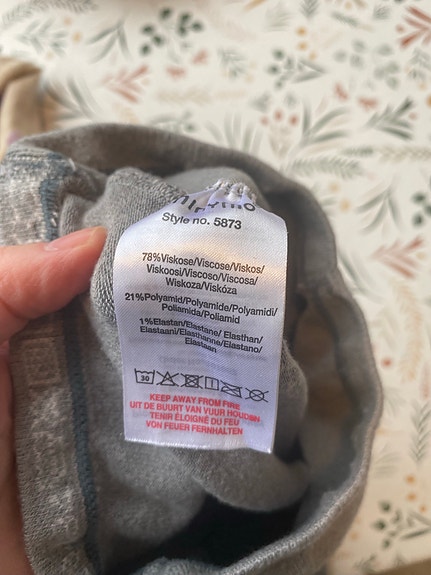 Style no. 5873
78%Viskose/Viscose/Viskos/
Viskoosi/Viscoso/Viscosa/
Wiskoza/Viskóza
21%Polyamid/Polyamide/Polyamidi/
Poliamida/Poliamid
1%Elastan/Elastane/ Elasthan/
Elastaani/Elasthanne/Elastano/
Elastaan
30
KEEP AWAY FROM FIRE
UIT DE BUURT VAN VUUR HOUDEN
TENIR ÉLOIGNÉ DU FEU
VON FEUER FERNHALTEN